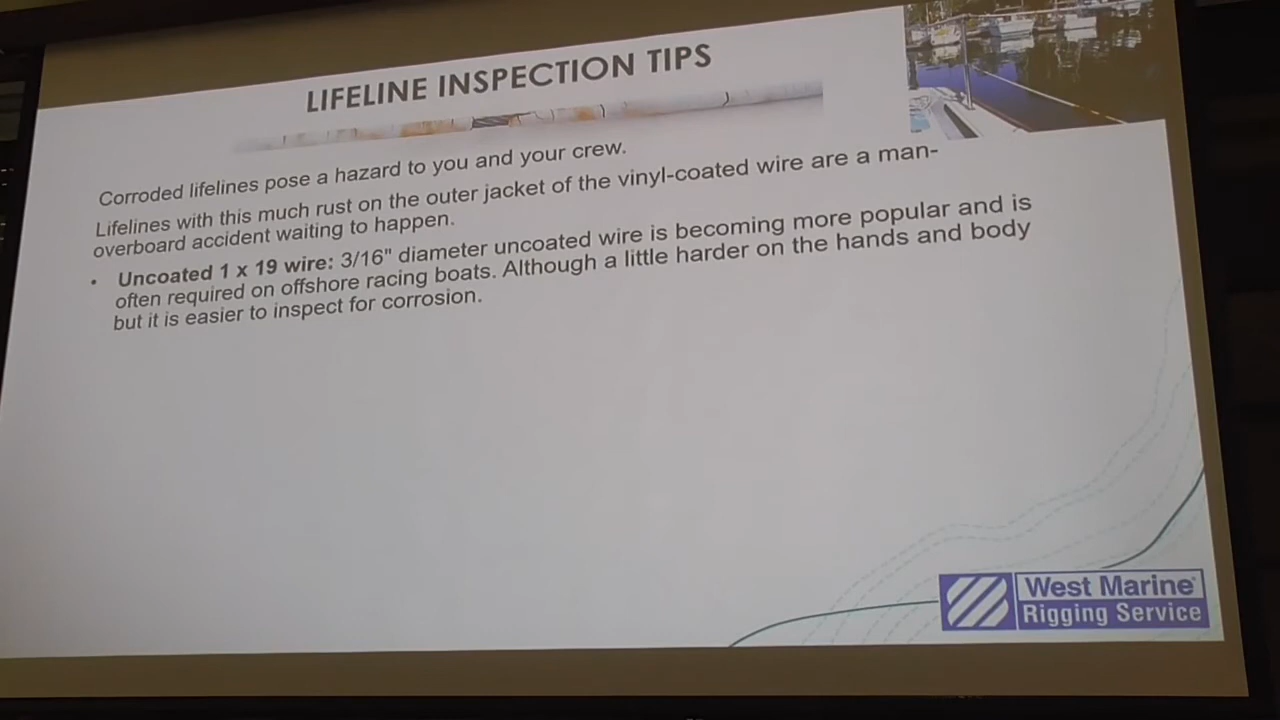 LIFELINE INSPECTION TIPS
Corroded lifelines pose a hazard to you and your crew.
Lifelines with this much rust on the outer jacket of the vinyl-coated wire are a man-
overboard accident waiting to happen.
• Uncoated 1 x 19 wire: 3/16" diameter uncoated wire is becoming more popular and is
often required on offshore racing boats. Although a little harder on the hands and body
but it is easier to inspect for corrosion.
West Marine
Rigging Service